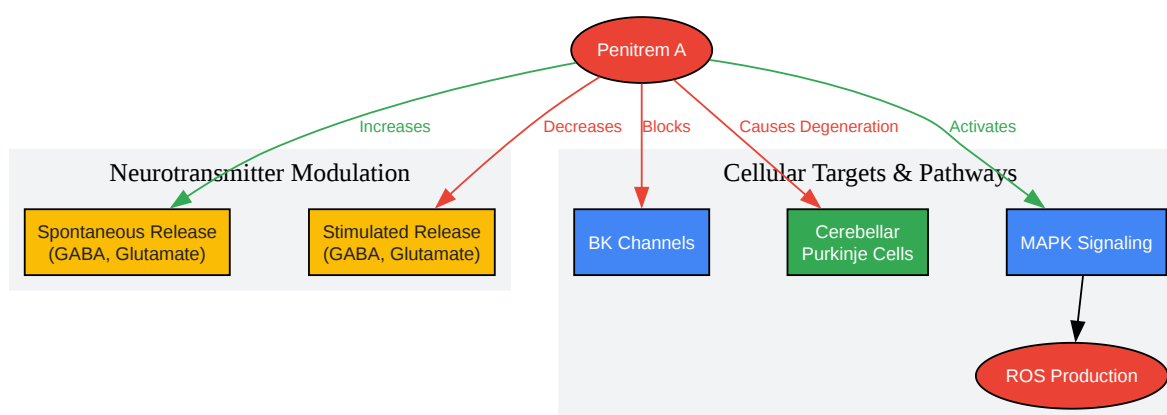 Penitrem A
Increases
Decreases
Blocks
Causes Degeneration
Activates
Neurotransmitter Modulation
Cellular Targets & Pathways
Spontaneous Release
(GABA, Glutamate)
Stimulated Release
(GABA, Glutamate)
BK Channels
Cerebellar
Purkinje Cells
MAPK Signaling
ROS Production